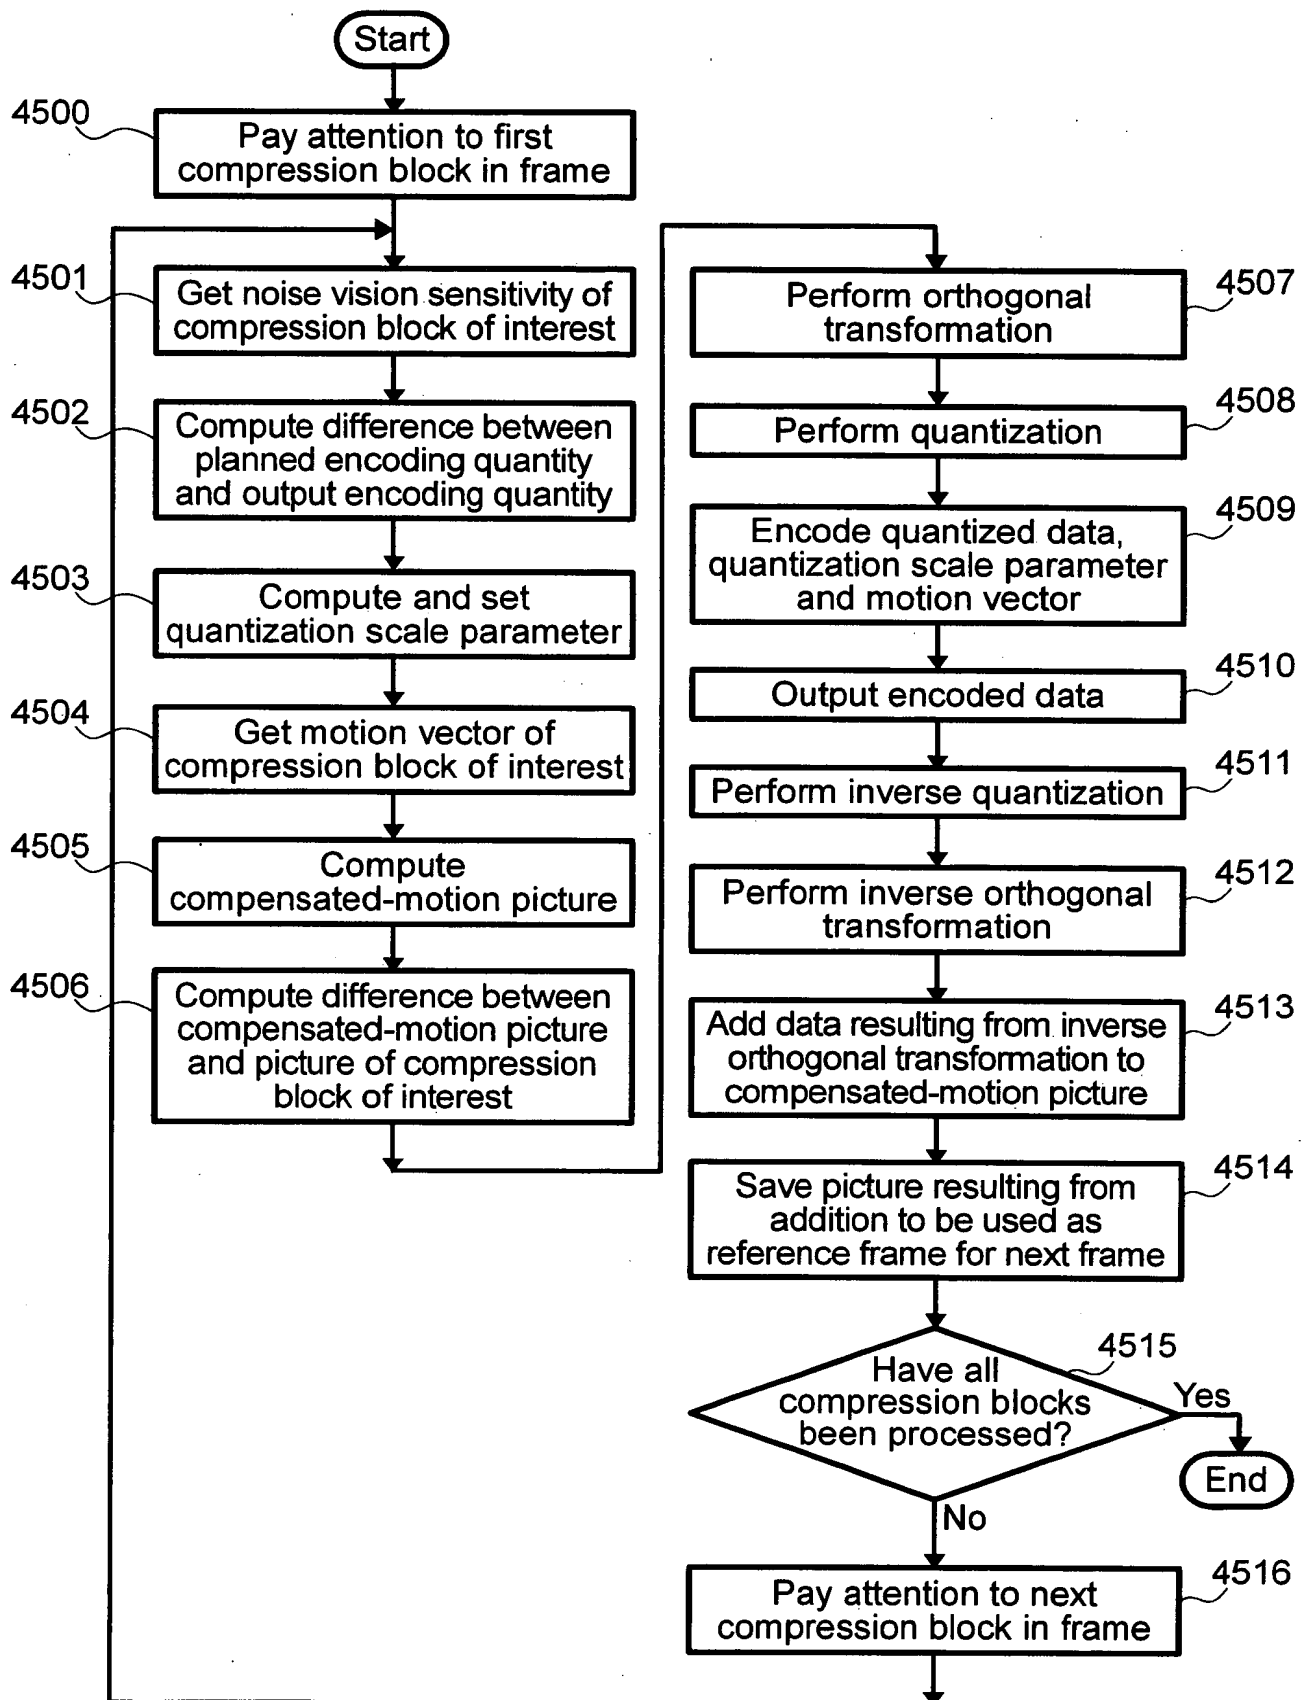 Start
4500
Pay attention to first
compression block in frame
4501
Get noise vision sensitivity of
compression block of interest
4502
Compute difference between
planned encoding quantity
and output encoding quantity
4503
Compute and set
quantization scale parameter
4504
Get motion vector of
compression block of interest
4505
Compute
compensated-motion picture
4506
Compute difference between
compensated-motion picture
and picture of compression
block of interest
4507
Perform orthogonal
transformation
4508
Perform quantization
4509
Encode quantized data,
quantization scale parameter
and motion vector
4510
Output encoded data
4511
Perform inverse quantization
4512
Perform inverse orthogonal
transformation
4513
Add data resulting from inverse
orthogonal transformation to
compensated-motion picture
4514
Save picture resulting from
addition to be used as
reference frame for next frame
4515
Have all
compression blocks
been processed?
Yes
End
No
4516
Pay attention to next
compression block in frame